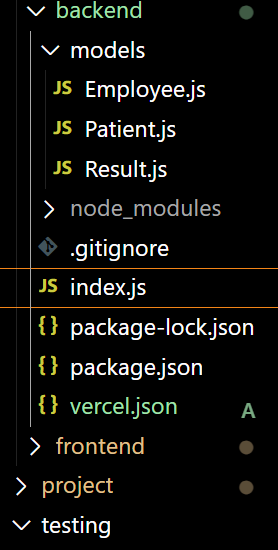 backend
models
JS Employee.js
JS Patient.js
JS Result.js
node_modules
.gitignore
JS index.js
{} package-lock.json
{} package.json
{} vercel.json A
frontend
project
testing